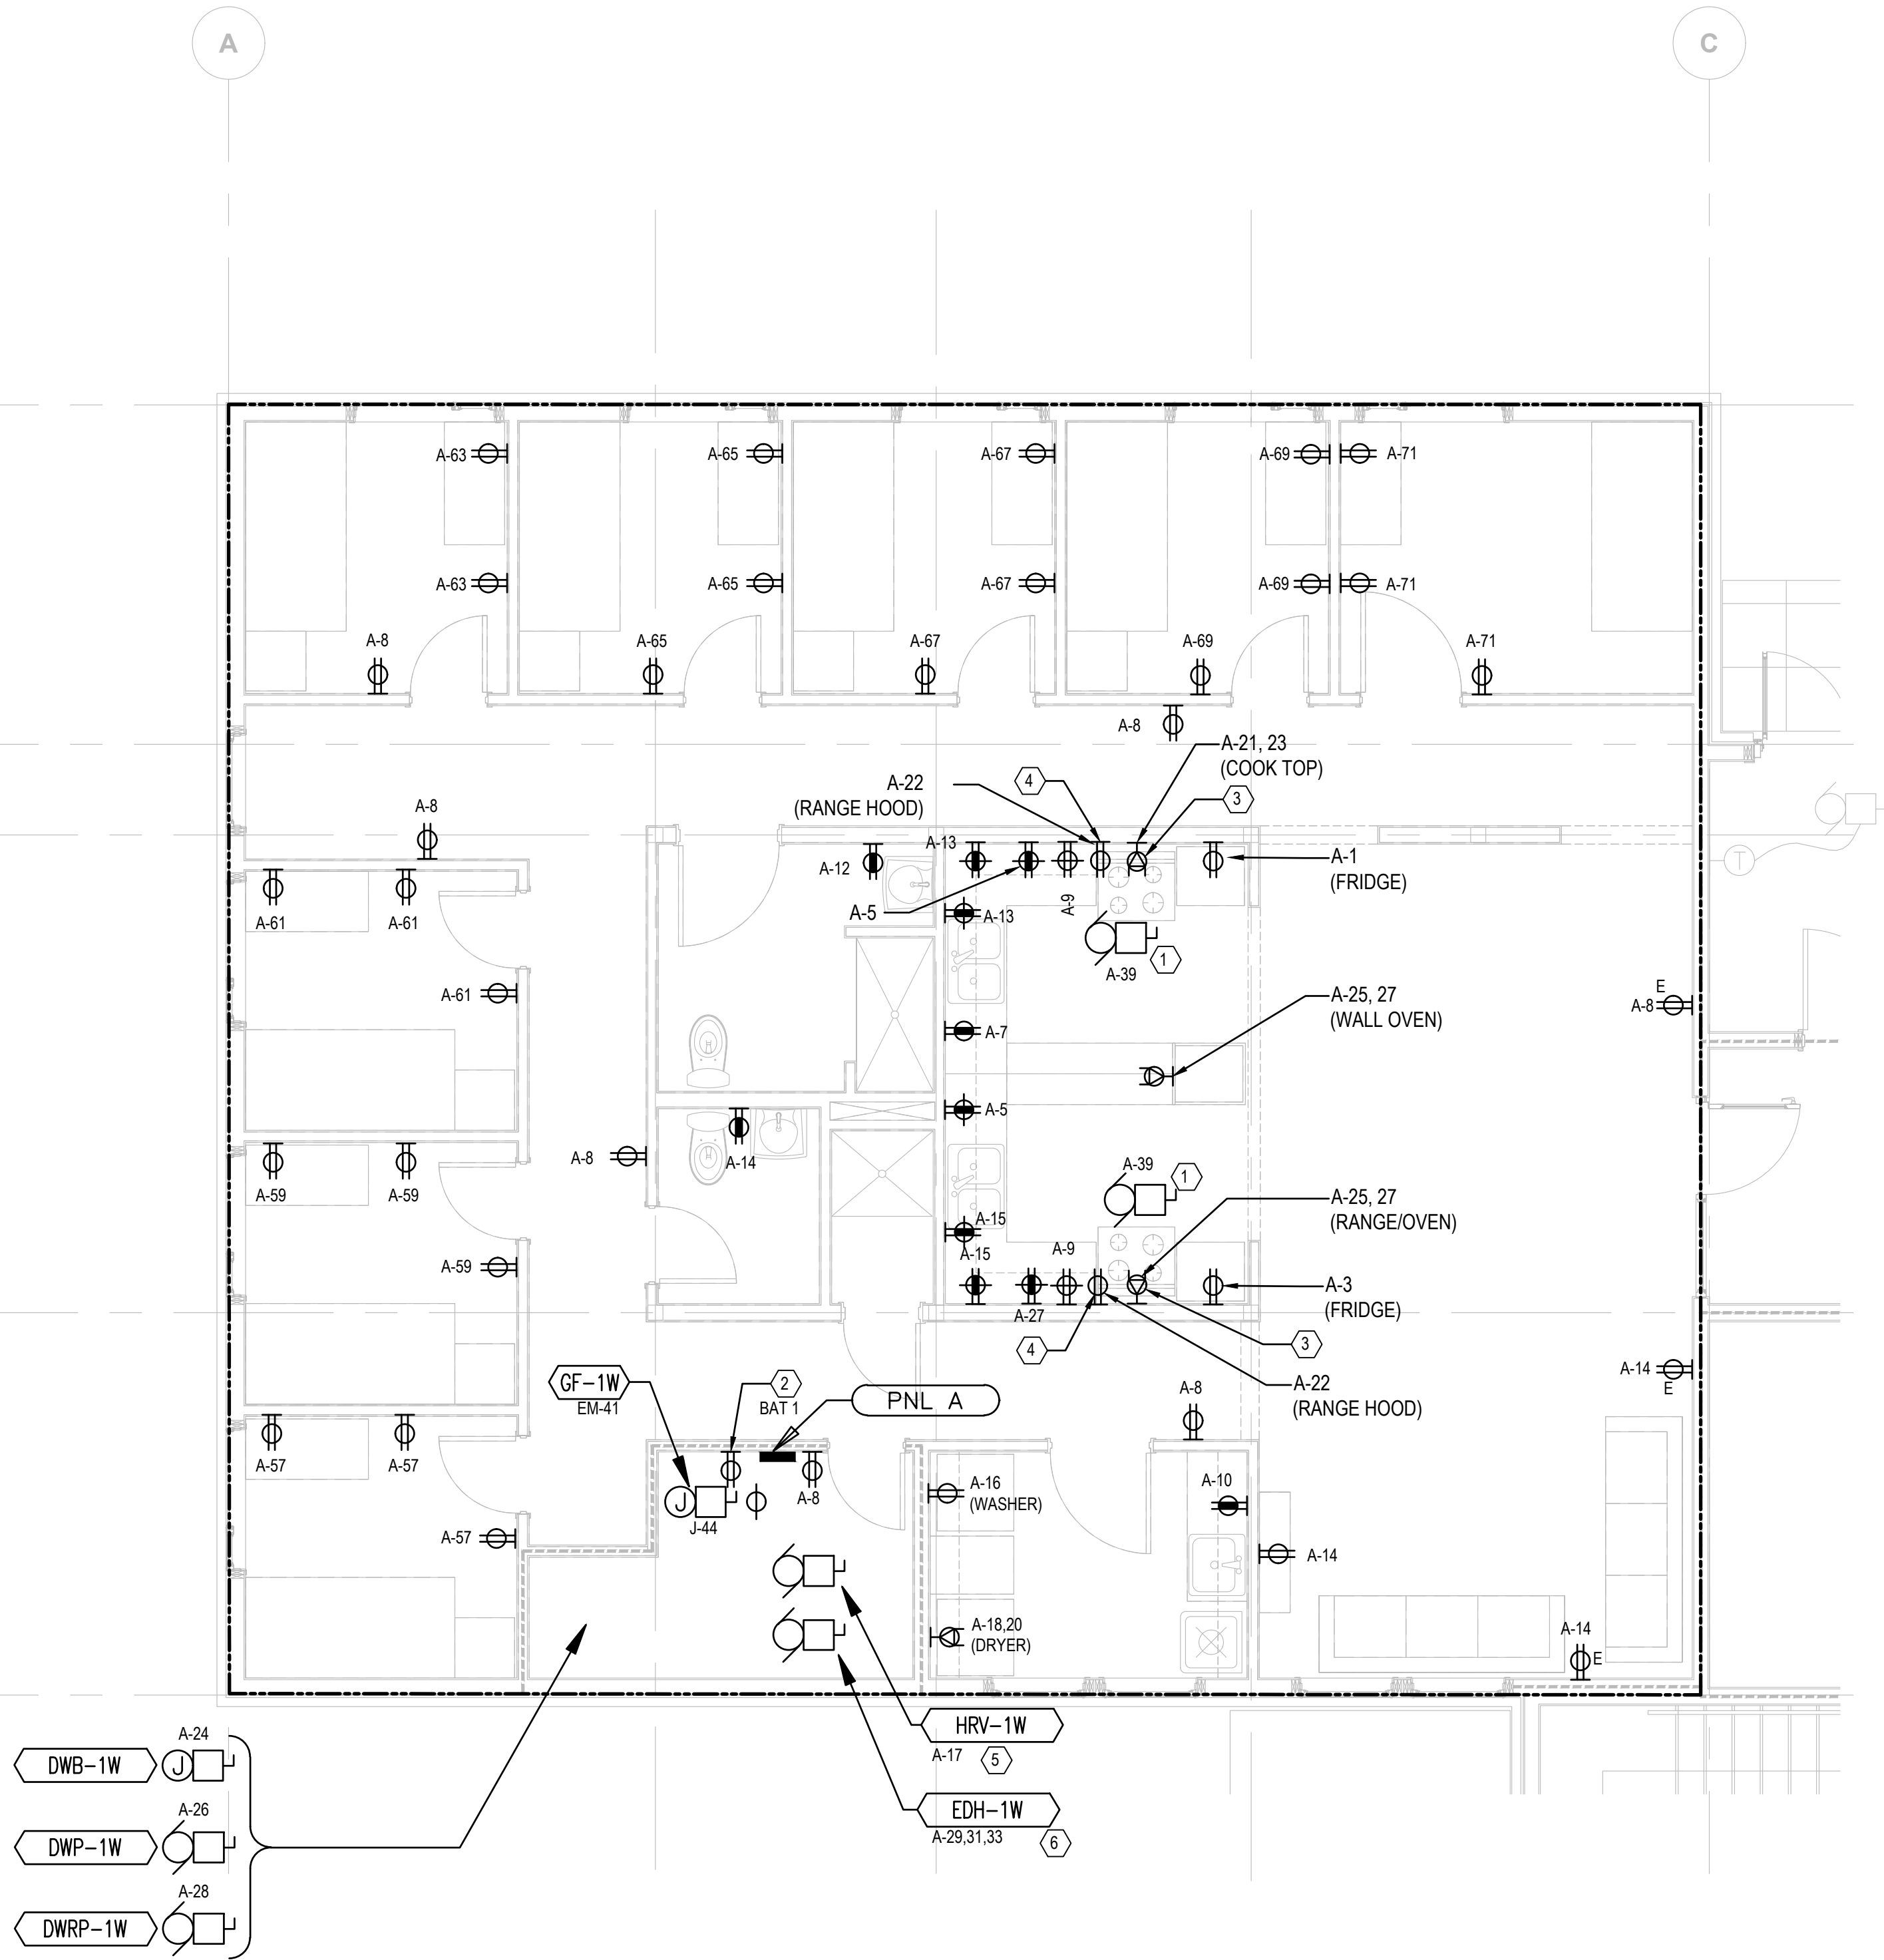 A
C
A-63
A-65
A-67
A-69
A-71
A-63
A-65
A-67
A-69
A-71
A-8
A-65
A-67
A-69
A-71
A-8
A-21, 23
(COOK TOP)
A-22
(RANGE HOOD)
4
3
A-8
A-13
A-12
A-1
(FRIDGE)
A-9
A-5
A-13
A-61
A-61
1
A-39
T
A-61
A-25, 27
(WALL OVEN)
E
A-8
A-7
A-5
A-8
A-14
A-39
1
A-59
A-59
A-25, 27
(RANGE/OVEN)
A-15
A-15
A-9
A-59
A-3
(FRIDGE)
A-27
4
3
A-14
E
GF-1W
EM-41
2
BAT 1
PNL A
A-8
A-22
(RANGE HOOD)
A-57
A-57
A-8
A-16
(WASHER)
A-10
J
J-44
A-57
A-14
A-18,20
(DRYER)
A-14
E
HRV-1W
A-17
5
A-24
DWB-1W
J
EDH-1W
A-29,31,33
6
A-26
DWP-1W
A-28
DWRP-1W